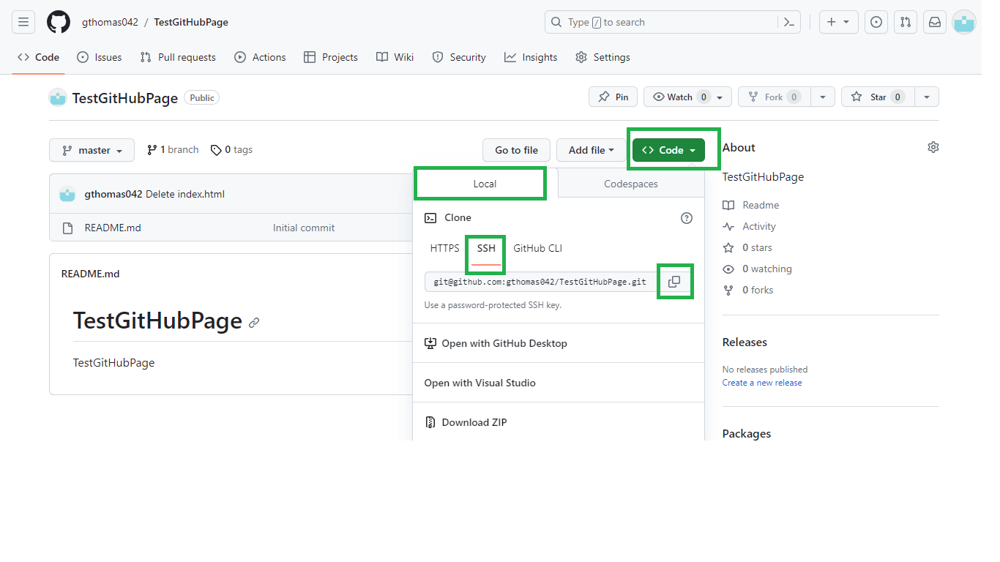 gthomas042 / TestGitHubPage
Type / to search
Code Issues Pull requests Actions Projects Wiki Security Insights Settings
TestGitHubPage Public
Pin Watch 0 Fork 0 Star 0
master 1 branch 0 tags Go to file Add file Code
About
TestGitHubPage
Readme
Activity
0 stars
0 watching
0 forks
Releases
No releases published
Create a new release
Packages
gthomas042 Delete index.html
README.md Initial commit
README.md
TestGitHubPage
TestGitHubPage
Local Codespaces
Clone
HTTPS SSH GitHub CLI
git@github.com:gthomas042/TestGitHubPage.git
Use a password-protected SSH key.
Open with GitHub Desktop
Open with Visual Studio
Download ZIP